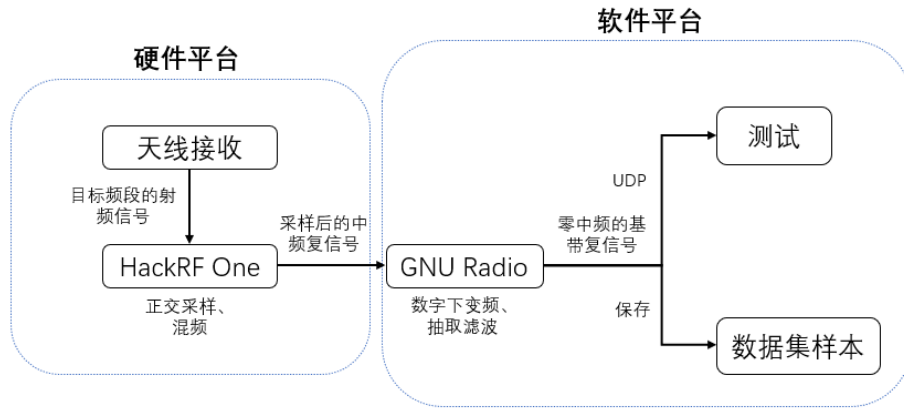 硬件平台
软件平台
天线接收
目标频段的射
频信号
HackRF One
正交采样、
混频
采样后的中
频复信号
GNU Radio
数字下变频、
抽取滤波
零中频的基
带复信号
UDP
测试
保存
数据集样本